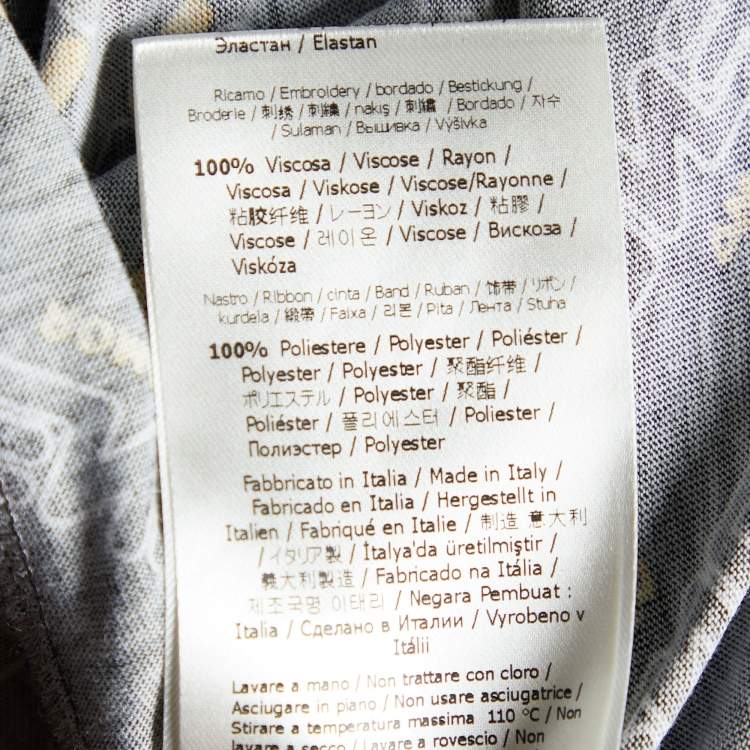 Эластан / Elastan
Ricamo / Embroidery / bordado / Bestickung /
Broderie / 刺绣 / 刺繍 / nakış / 刺繡 / Bordado / 자수
/ Sulaman / Вышивка / Výšivka
100% Viscosa / Viscose / Rayon /
Viscosa / Viskose / Viscose/Rayonne /
粘胶纤维 / レーヨン / Viskoz / 粘膠 /
Viscose / 레이온 / Viscose / Вискоза /
Viskóza
Nastro / Ribbon / cinta / Band / Ruban / 饰带 / リボン /
kurdela / 緞帶 / Faixa / 리본 / Pita / Лента / Stuha
100% Poliestere / Polyester / Poliéster /
Polyester / Polyester / 聚酯纤维 /
ポリエステル / Polyester / 聚酯 /
Poliéster / 폴리에스터 / Poliester /
Полиэстер / Polyester
Fabbricato in Italia / Made in Italy /
Fabricado en Italia / Hergestellt in
Italien / Fabriqué en Italie / 制造 意大利
/ イタリア製 / İtalya'da üretilmiştir /
義大利製造 / Fabricado na Itália /
제조국명 이태리 / Negara Pembuat :
Italia / Сделано в Италии / Vyrobeno v
Itálii
Lavare a mano / Non trattare con cloro /
Asciugare in piano / Non usare asciugatrice /
Stirare a temperatura massima 110 °C / Non
lavare a secco / Lavare a rovescio / Non